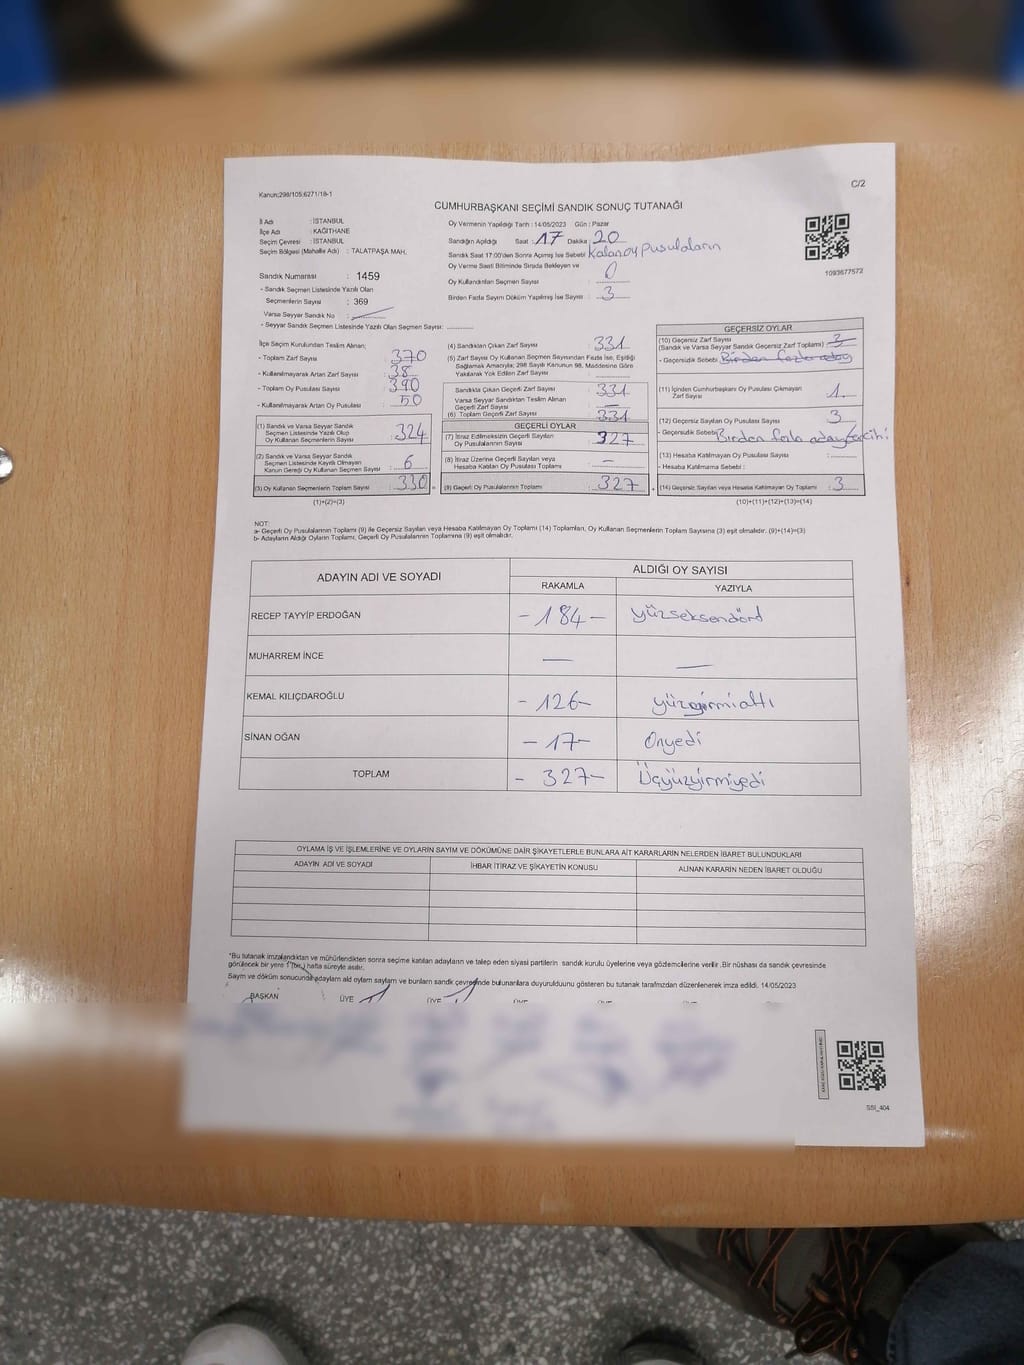 Kanun:298/105;6271/18-1
C/2
CUMHURBAŞKANI SEÇİMİ SANDIK SONUÇ TUTANAĞI
İl Adı : İSTANBUL
İlçe Adı : KAĞITHANE
Seçim Çevresi : İSTANBUL
Seçim Bölgesi (Mahalle Adı) : TALATPAŞA MAH.
Sandık Numarası : 1459
- Sandık Seçmen Listesinde Yazılı Olan
Seçmenlerin Sayısı : 369
Varsa Seyyar Sandık No
- Seyyar Sandık Seçmen Listesinde Yazılı Olan Seçmen Sayısı:
Oy Vermenin Yapıldığı Tarih : 14/05/2023 Gün : Pazar
Sandığın Açıldığı Saat : 17 Dakika : 20
Sandık Saat 17:00'den Sonra Açılmış İse Sebebi : Kalan oy pusulaların
Oy Verme Saati Bitiminde Sırada Bekleyen ve
Oy Kullandırılan Seçmen Sayısı : 0
Birden Fazla Sayım Döküm Yapılmış İse Sayısı : 3
1093677572
İlçe Seçim Kurulundan Teslim Alınan;
- Toplam Zarf Sayısı : 370
- Kullanılmayarak Artan Zarf Sayısı : 38
- Toplam Oy Pusulası Sayısı : 390
- Kullanılmayarak Artan Oy Pusulası : 50
(1) Sandık ve Varsa Seyyar Sandık
Seçmen Listesinde Yazılı Olup
Oy Kullanan Seçmenlerin Sayısı : 324
(2) Sandık ve Varsa Seyyar Sandık
Seçmen Listesinde Kayıtlı Olmayan
Kanun Gereği Oy Kullanan Seçmen Sayısı : 6
(3) Oy Kullanan Seçmenlerin Toplam Sayısı : 330
(1)+(2)=(3)
(4) Sandıktan Çıkan Zarf Sayısı : 331
(5) Zarf Sayısı Oy Kullanan Seçmen Sayısından Fazla İse, Eşitliği
Sağlamak Amacıyla; 298 Sayılı Kanunun 98. Maddesine Göre
Yakılarak Yok Edilen Zarf Sayısı :
Sandıkta Çıkan Geçerli Zarf Sayısı : 331
Varsa Seyyar Sandıktan Teslim Alınan
Geçerli Zarf Sayısı : —
(6) Toplam Geçerli Zarf Sayısı : 331
GEÇERLİ OYLAR
(7) İtiraz Edilmeksizin Geçerli Sayılan
Oy Pusulalarının Sayısı : 327
(8) İtiraz Üzerine Geçerli Sayılan veya
Hesaba Katılan Oy Pusulası Toplamı : —
(9) Geçerli Oy Pusulalarının Toplamı : 327
GEÇERSİZ OYLAR
(10) Geçersiz Zarf Sayısı
(Sandık ve Varsa Seyyar Sandık Geçersiz Zarf Toplamı) : 3
- Geçersizlik Sebebi : Birden fazla aday
(11) İçinden Cumhurbaşkanı Oy Pusulası Çıkmayan
Zarf Sayısı : 1
(12) Geçersiz Sayılan Oy Pusulası Sayısı : 3
- Geçersizlik Sebebi : Birden fazla aday tercihi
(13) Hesaba Katılmayan Oy Pusulası Sayısı :
- Hesaba Katılmama Sebebi :
(14) Geçersiz Sayılan veya Hesaba Katılmayan Oy Toplamı : 3
(10)+(11)+(12)+(13)=(14)
NOT:
a- Geçerli Oy Pusulalarının Toplamı (9) ile Geçersiz Sayılan veya Hesaba Katılmayan Oy Toplamı (14) Toplamları, Oy Kullanan Seçmenlerin Toplam Sayısına (3) eşit olmalıdır. (9)+(14)=(3)
b- Adayların Aldığı Oyların Toplamı, Geçerli Oy Pusulalarının Toplamına (9) eşit olmalıdır.
ADAYIN ADI VE SOYADI
ALDIĞI OY SAYISI
RAKAMLA YAZIYLA
RECEP TAYYİP ERDOĞAN -184- yüzseksendörd
MUHARREM İNCE — —
KEMAL KILIÇDAROĞLU -126- yüzyirmialtı
SİNAN OĞAN -17- Onyedi
TOPLAM -327- Üçyüzyirmiyedi
OYLAMA İŞ VE İŞLEMLERİNE VE OYLARIN SAYIM VE DÖKÜMÜNE DAİR ŞİKAYETLERLE BUNLARA AİT KARARLARIN NELERDEN İBARET BULUNDUKLARI
ADAYIN ADI VE SOYADI İHBAR İTİRAZ VE ŞİKAYETİN KONUSU ALINAN KARARIN NEDEN İBARET OLDUĞU
*Bu tutanak imzalandıktan ve mühürlendikten sonra seçime katılan adayların ve talep eden siyasi partilerin sandık kurulu üyelerine veya gözlemcilerine verilir. Bir nüshası da sandık çevresinde
görülecek bir yere 1 (bir) hafta süreyle asılır.
Sayım ve döküm sonucunda adayların ald oyların sayların ve bunların sandık çevresinde bulunanlara duyurulduunu gösteren bu tutanak tarafımızdan düzenlenerek imza edildi. 14/05/2023
BAŞKAN ÜYE ÜYE ÜYE ÜYE ÜYE
SSI_404